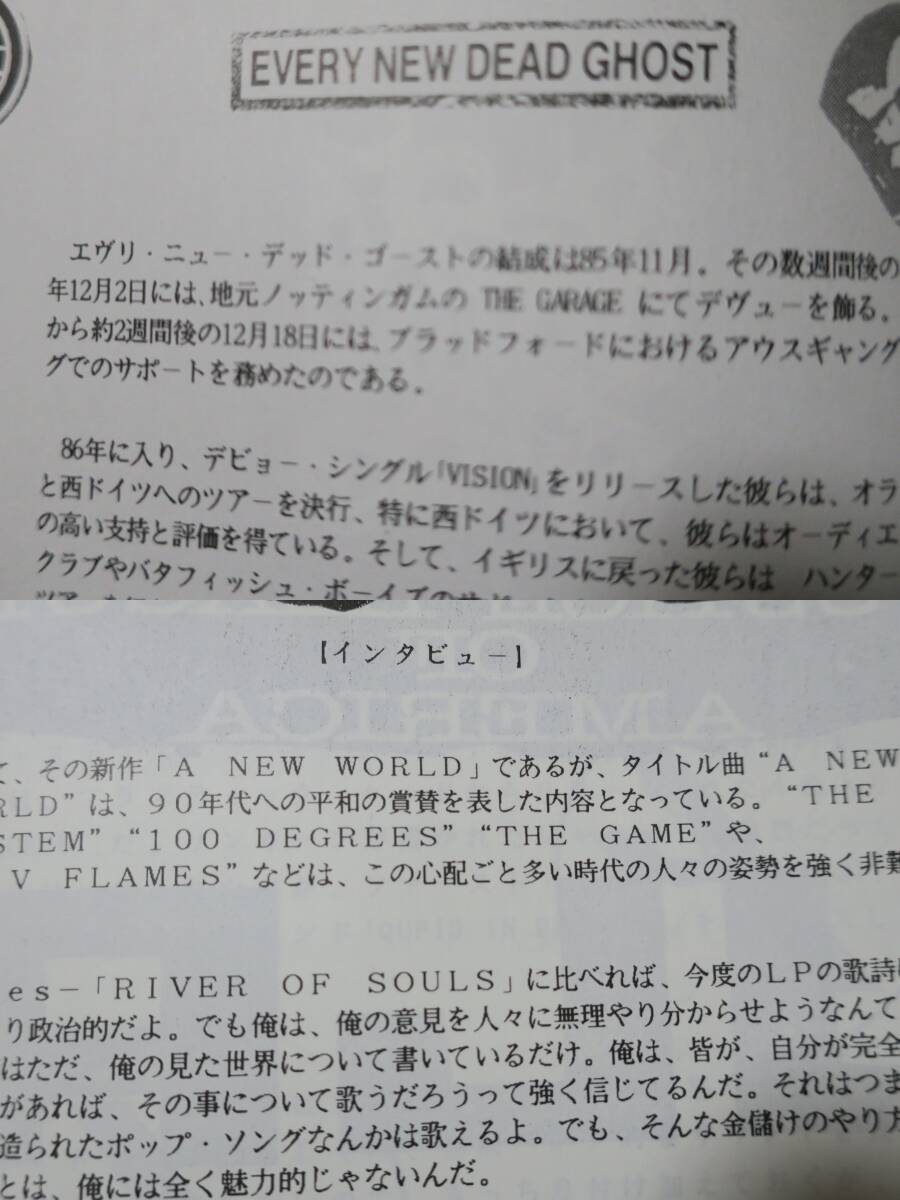 EVERY NEW DEAD GHOST
エヴリ・ニュー・デッド・ゴーストの結成は85年11月。その数週間後の
年12月2日には、地元ノッティンガムの THE GARAGE にてデヴューを飾る。
から約2週間後の12月18日には、ブラッドフォードにおけるアウスギャング
グでのサポートを務めたのである。
86年に入り、デビョー・シングル「VISION」をリリースした彼らは、オラ
と西ドイツへのツアーを決行、特に西ドイツにおいて、彼らはオーディエ
の高い支持と評価を得ている。そして、イギリスに戻った彼らは ハンター
クラブやバタフィッシュ・ボーイズのサポ
【インタビュー】
て、その新作「A NEW WORLD」であるが、タイトル曲“A NEW
RLD”は、90年代への平和の賞賛を表した内容となっている。“THE
STEM”“100 DEGREES”“THE GAME”や、
V FLAMES”などは、この心配ごと多い時代の人々の姿勢を強く非難
es−「RIVER OF SOULS」に比べれば、今度のLPの歌詩
り政治的だよ。でも俺は、俺の意見を人々に無理やり分からせようなんて
はただ、俺の見た世界について書いているだけ。俺は、皆が、自分が完全
があれば、その事について歌うだろうって強く信じてるんだ。それはつま
造られたポップ・ソングなんかは歌えるよ。でも、そんな金儲けのやり方
とは、俺には全く魅力的じゃないんだ。